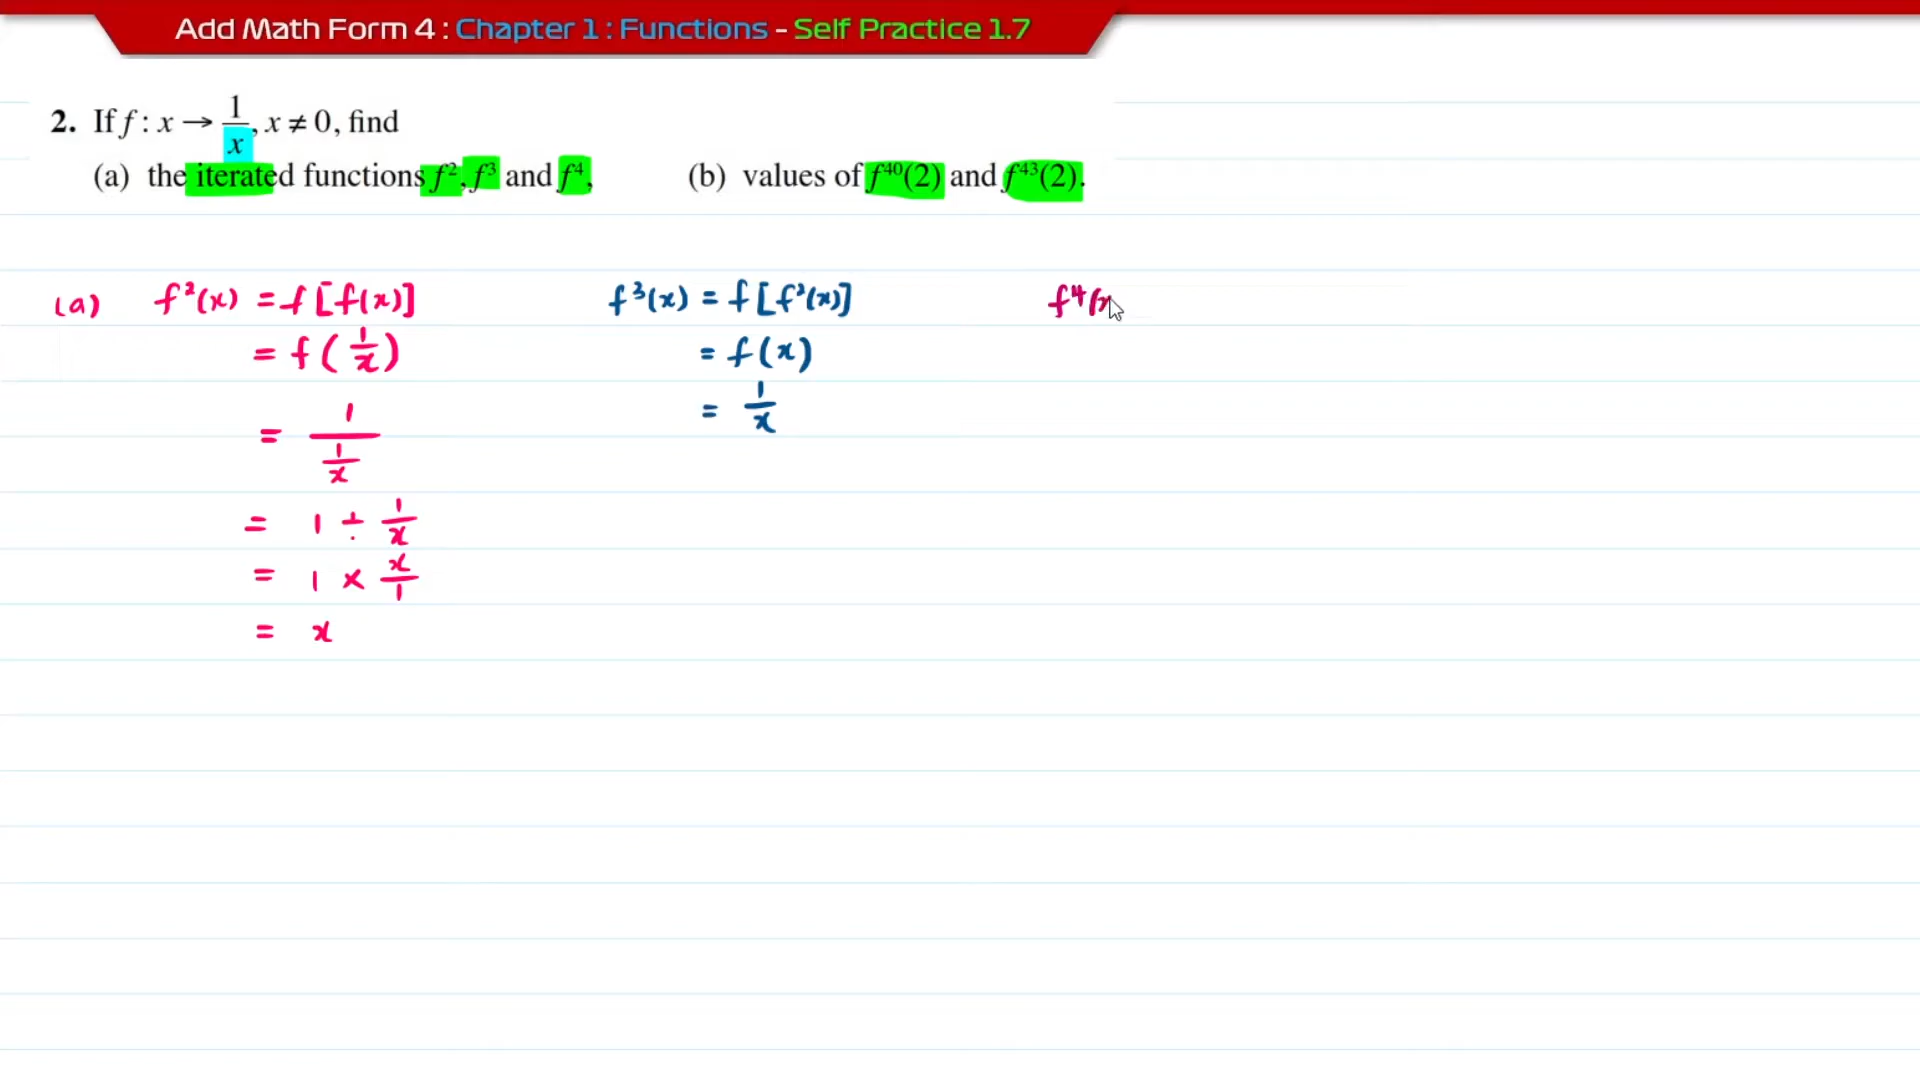 Add Math Form 4 : Chapter 1 : Functions - Self Practice 1.7
2. If f : x → 1/x, x ≠ 0, find
(a) the iterated functions f², f³ and f⁴, (b) values of f⁴⁰(2) and f⁴³(2).
(a) f²(x) = f[f(x)]
= f(1/x)
= 1/(1/x)
= 1 ÷ 1/x
= 1 × x/1
= x
f³(x) = f[f²(x)]
= f(x)
= 1/x
f⁴(x